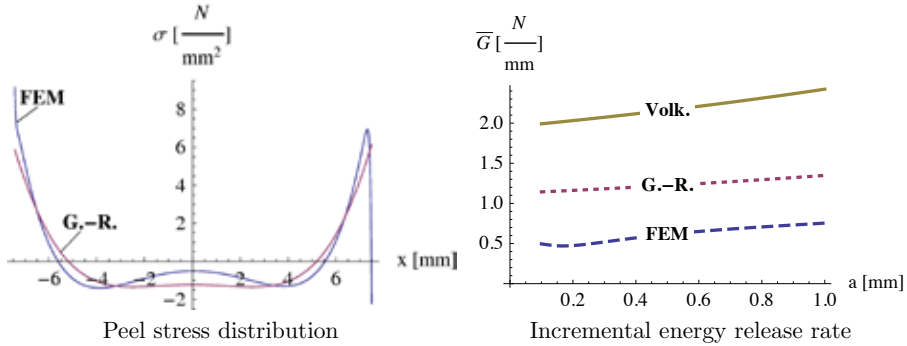 σ [N/mm²]
FEM
8
6
4
2
G.–R.
x [mm]
−6 −4 −2 2 4 6
−2
Peel stress distribution
G̅ [N/mm]
2.0
1.5
1.0
0.5
Volk.
G.–R.
FEM
0.2 0.4 0.6 0.8 1.0
a [mm]
Incremental energy release rate